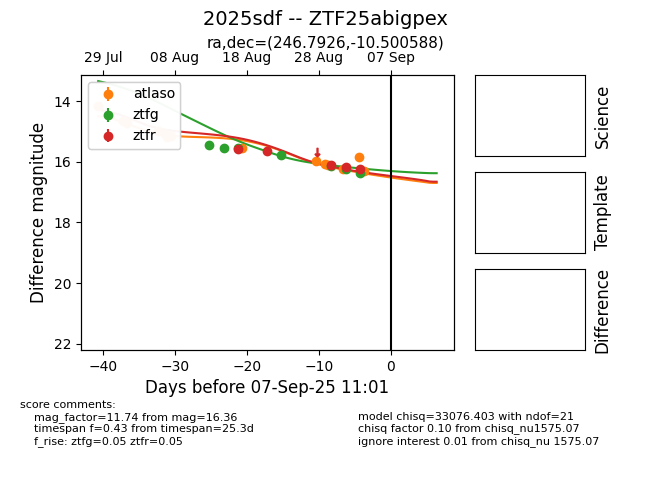 2025sdf -- ZTF25abigpex
ra,dec=(246.7926,-10.500588)
29 Jul 08 Aug 18 Aug 28 Aug 07 Sep
atlaso
ztfg
ztfr
14
16
18
20
22
Difference magnitude
−40 −30 −20 −10 0
Days before 07-Sep-25 11:01
Science
Template
Difference
score comments:
mag_factor=11.74 from mag=16.36
timespan f=0.43 from timespan=25.3d
f_rise: ztfg=0.05 ztfr=0.05
model chisq=33076.403 with ndof=21
chisq factor 0.10 from chisq_nu1575.07
ignore interest 0.01 from chisq_nu 1575.07